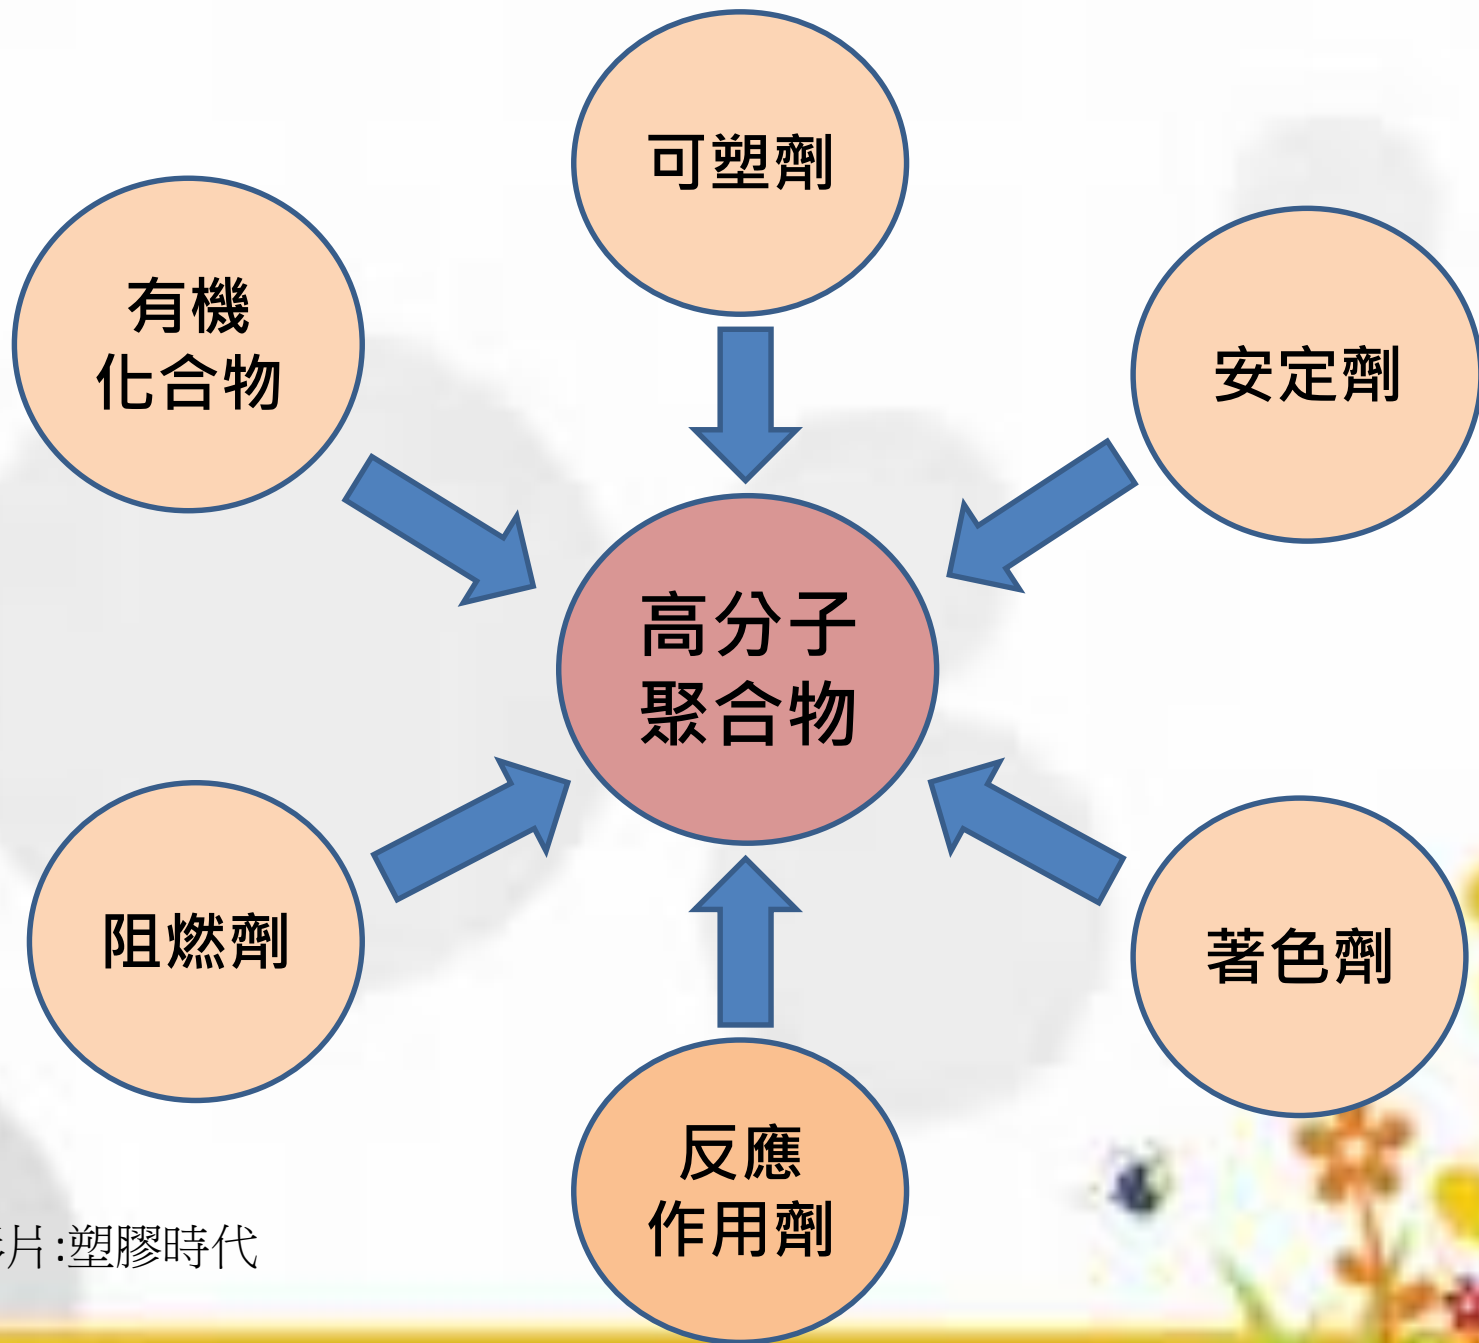 可塑劑
有機
化合物
安定劑
高分子
聚合物
阻燃劑
著色劑
反應
作用劑
片:塑膠時代